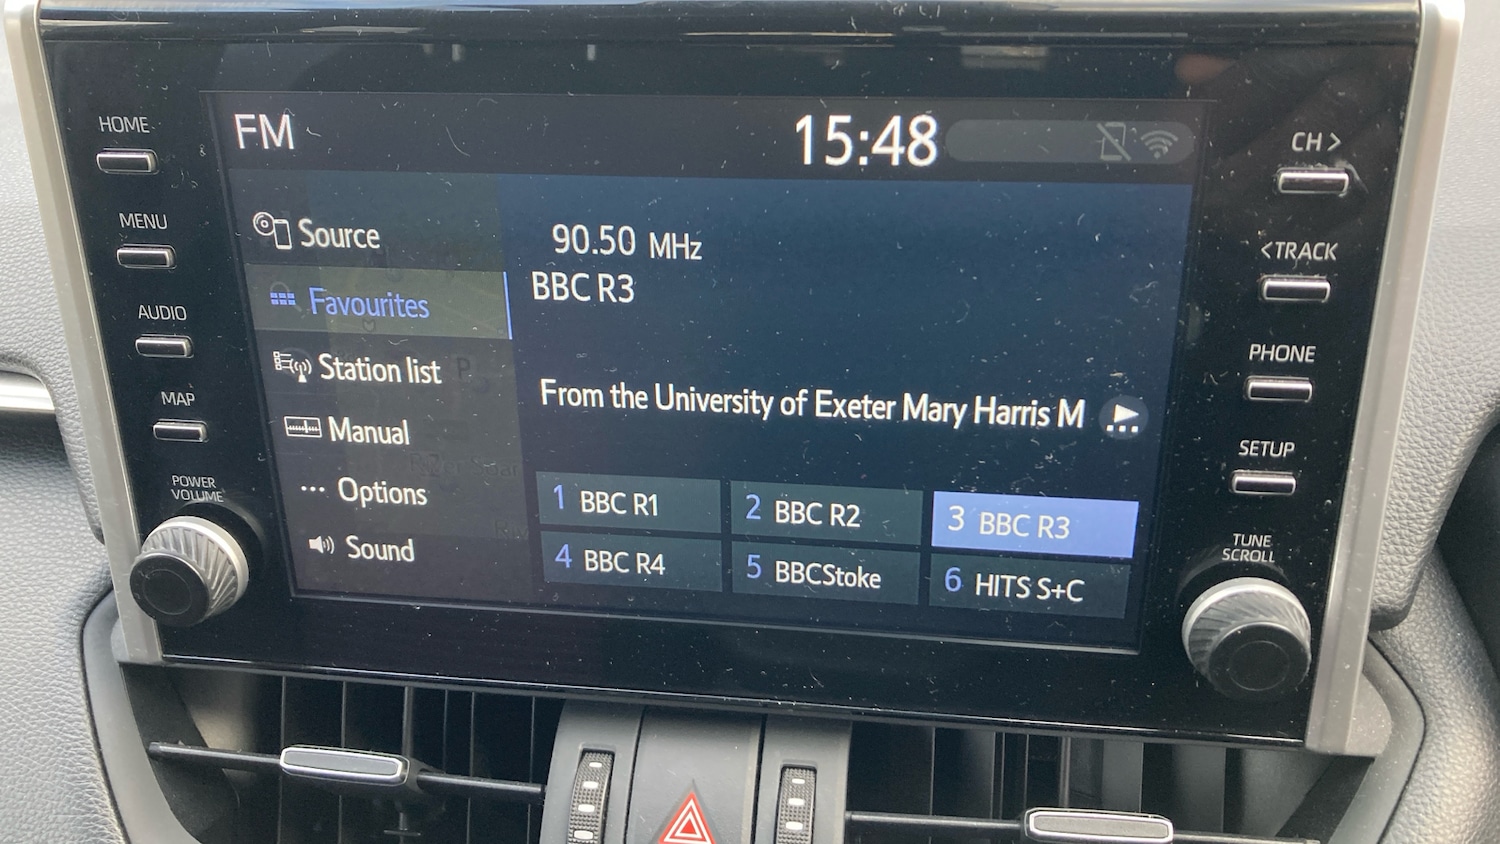 HOME
MENU
AUDIO
MAP
POWER
VOLUME
FM
15:48
Source
Favourites
Station list
Manual
··· Options
Sound
90.50 MHz
BBC R3
From the University of Exeter Mary Harris M
1 BBC R1
2 BBC R2
3 BBC R3
4 BBC R4
5 BBCStoke
6 HITS S+C
CH >
< TRACK
PHONE
SETUP
TUNE
SCROLL